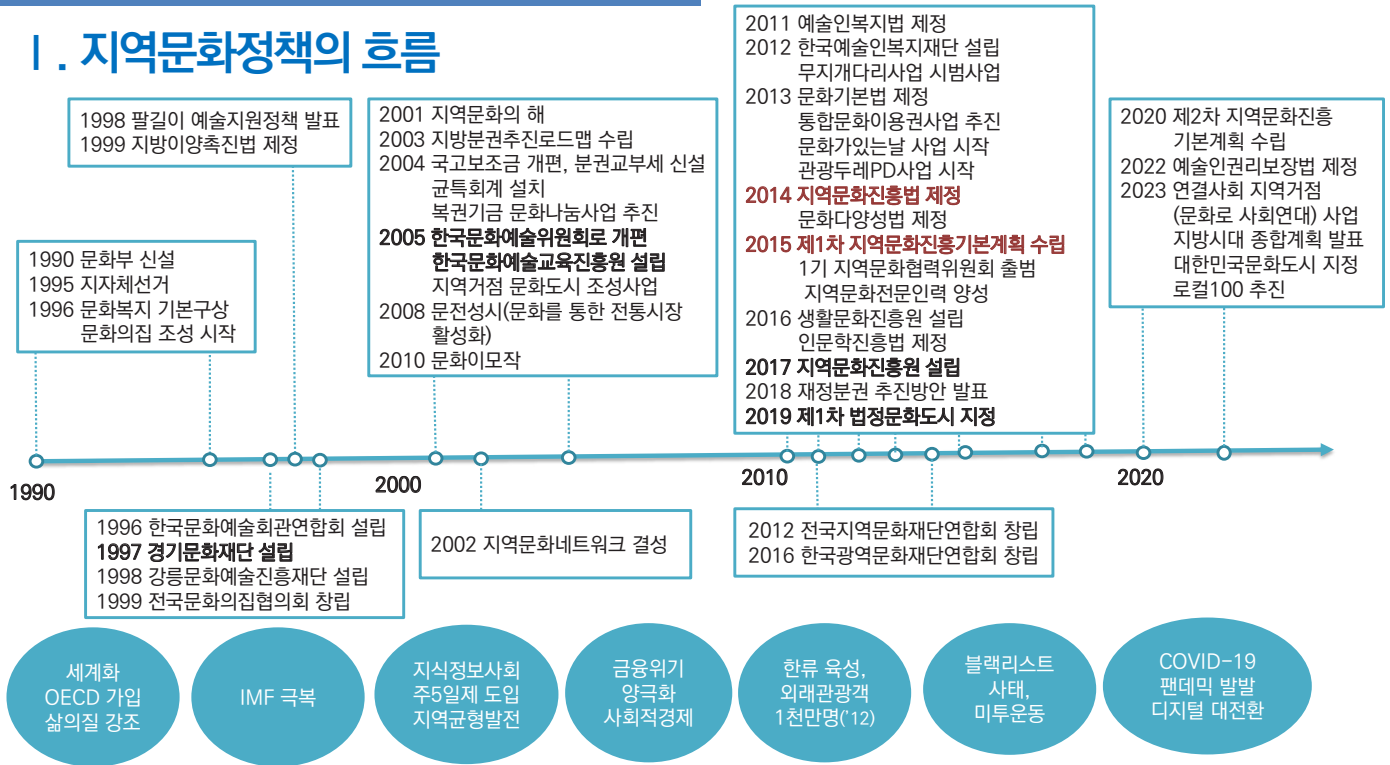 Ⅰ. 지역문화정책의 흐름
1998 팔길이 예술지원정책 발표
1999 지방이양촉진법 제정
1990 문화부 신설
1995 지자체선거
1996 문화복지 기본구상
문화의집 조성 시작
2001 지역문화의 해
2003 지방분권추진로드맵 수립
2004 국고보조금 개편, 분권교부세 신설
균특회계 설치
복권기금 문화나눔사업 추진
2005 한국문화예술위원회로 개편
한국문화예술교육진흥원 설립
지역거점 문화도시 조성사업
2008 문전성시(문화를 통한 전통시장
활성화)
2010 문화이모작
2011 예술인복지법 제정
2012 한국예술인복지재단 설립
무지개다리사업 시범사업
2013 문화기본법 제정
통합문화이용권사업 추진
문화가있는날 사업 시작
관광두레PD사업 시작
2014 지역문화진흥법 제정
문화다양성법 제정
2015 제1차 지역문화진흥기본계획 수립
1기 지역문화협력위원회 출범
지역문화전문인력 양성
2016 생활문화진흥원 설립
인문학진흥법 제정
2017 지역문화진흥원 설립
2018 재정분권 추진방안 발표
2019 제1차 법정문화도시 지정
2020 제2차 지역문화진흥
기본계획 수립
2022 예술인권리보장법 제정
2023 연결사회 지역거점
(문화로 사회연대) 사업
지방시대 종합계획 발표
대한민국문화도시 지정
로컬100 추진
1990
2000
2010
2020
1996 한국문화예술회관연합회 설립
1997 경기문화재단 설립
1998 강릉문화예술진흥재단 설립
1999 전국문화의집협의회 창립
2002 지역문화네트워크 결성
2012 전국지역문화재단연합회 창립
2016 한국광역문화재단연합회 창립
세계화
OECD 가입
삶의질 강조
IMF 극복
지식정보사회
주5일제 도입
지역균형발전
금융위기
양극화
사회적경제
한류 육성,
외래관광객
1천만명('12)
블랙리스트
사태,
미투운동
COVID-19
팬데믹 발발
디지털 대전환